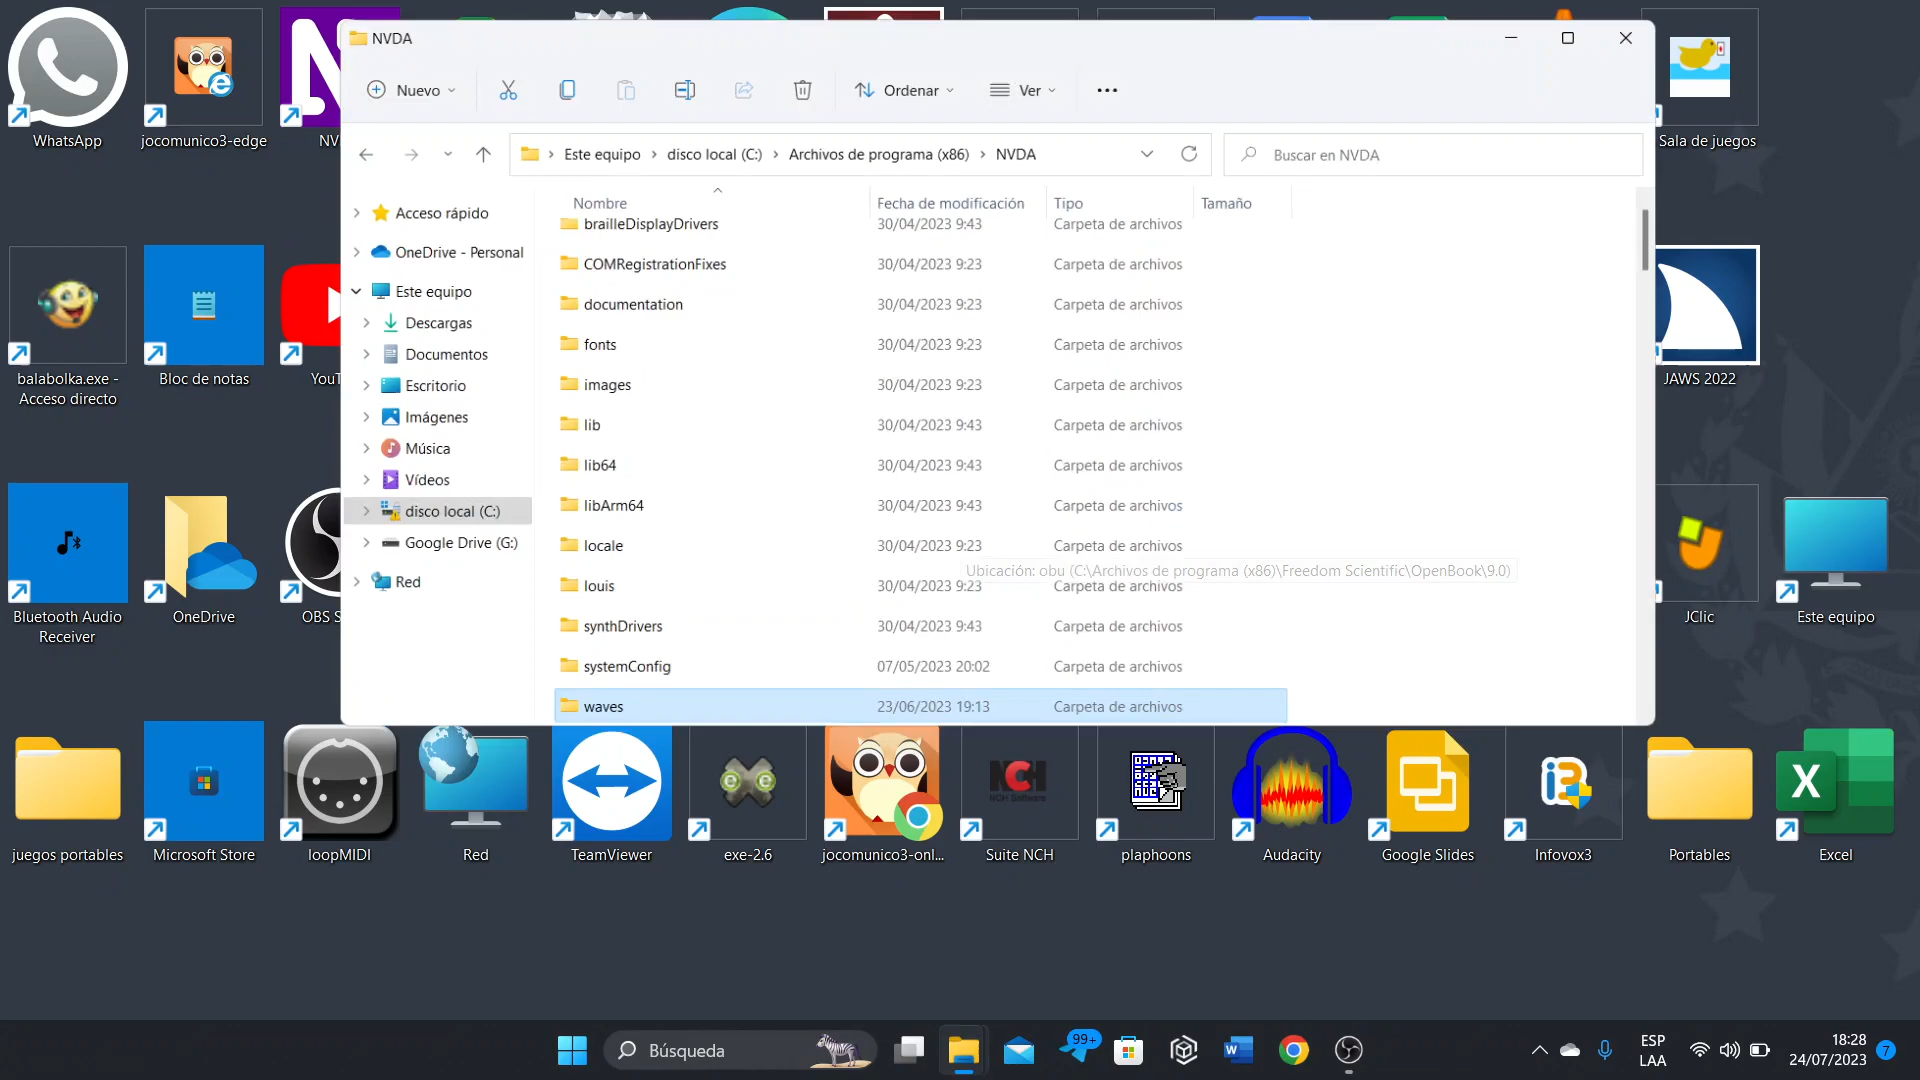 NVDA
Nuevo
Ordenar
Ver
Este equipo
disco local (C:)
Archivos de programa (x86)
NVDA
Buscar en NVDA
Nombre
Fecha de modificación
Tipo
Tamaño
brailleDisplayDrivers 30/04/2023 9:43 Carpeta de archivos
COMRegistrationFixes 30/04/2023 9:23 Carpeta de archivos
documentation 30/04/2023 9:23 Carpeta de archivos
fonts 30/04/2023 9:23 Carpeta de archivos
images 30/04/2023 9:23 Carpeta de archivos
lib 30/04/2023 9:43 Carpeta de archivos
lib64 30/04/2023 9:43 Carpeta de archivos
libArm64 30/04/2023 9:43 Carpeta de archivos
locale 30/04/2023 9:23 Carpeta de archivos
Ubicación: obu (C:\Archivos de programa (x86)\Freedom Scientific\OpenBook\9.0)
louis 30/04/2023 9:23 Carpeta de archivos
synthDrivers 30/04/2023 9:43 Carpeta de archivos
systemConfig 07/05/2023 20:02 Carpeta de archivos
waves 23/06/2023 19:13 Carpeta de archivos
Acceso rápido
OneDrive - Personal
Este equipo
Descargas
Documentos
Escritorio
Imágenes
Música
Vídeos
disco local (C:)
Google Drive (G:)
Red
WhatsApp
jocomunico3-edge
NV
Sala de juegos
balabolka.exe -
Acceso directo
Bloc de notas
YouT
JAWS 2022
Bluetooth Audio
Receiver
OneDrive
OBS S
JClic
Este equipo
juegos portables
Microsoft Store
loopMIDI
Red
TeamViewer
exe-2.6
jocomunico3-onl...
NCH
NCH Software
Suite NCH
plaphoons
Audacity
Google Slides
i3
Infovox3
Portables
X
Excel
Búsqueda
99+
W
ESP
LAA
18:28
24/07/2023
7